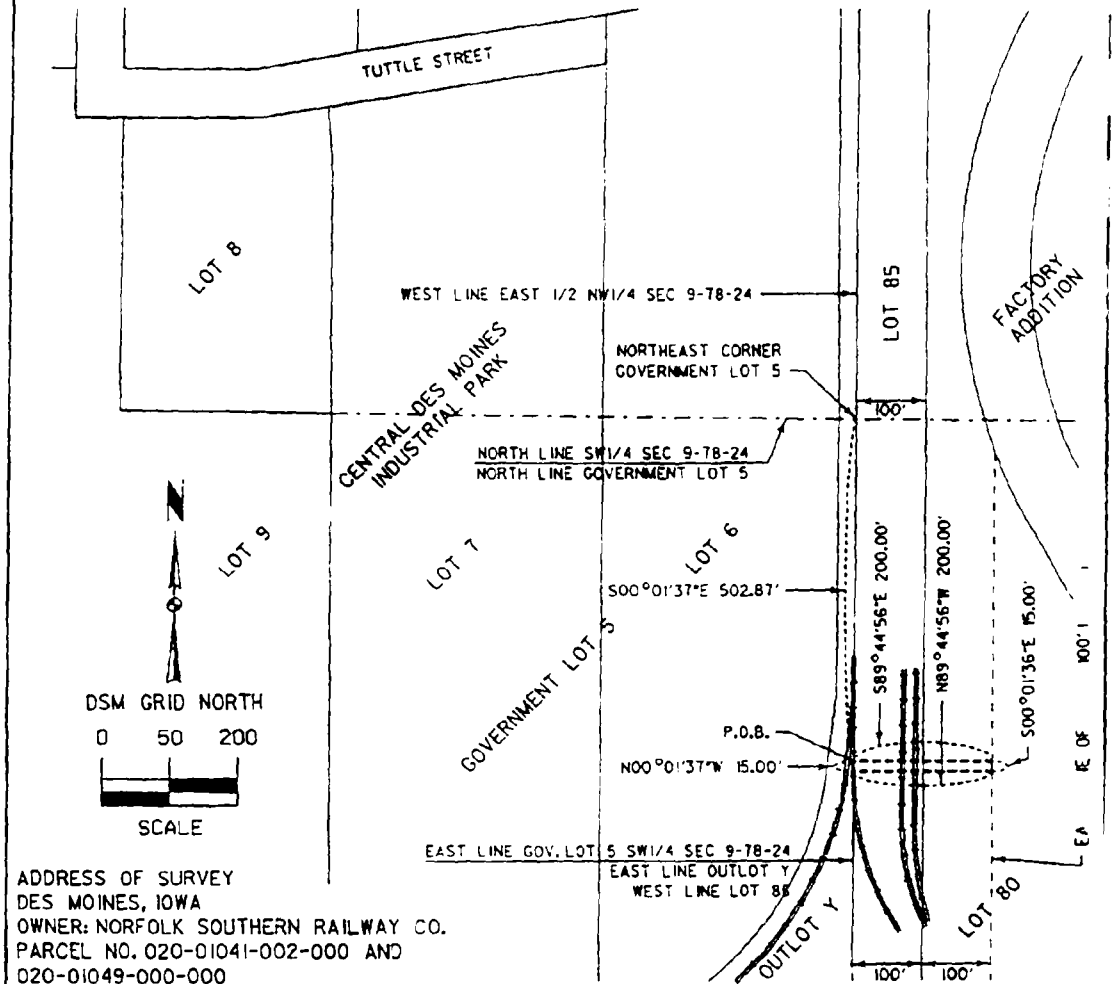 TUTTLE STREET
LOT 8
LOT 85
FACTORY
ADDITION
WEST LINE EAST 1/2 NW1/4 SEC 9-78-24
NORTHEAST CORNER
GOVERNMENT LOT 5
100'
CENTRAL DES MOINES
INDUSTRIAL PARK
NORTH LINE SW1/4 SEC 9-78-24
NORTH LINE GOVERNMENT LOT 5
N
LOT 9
LOT 7
LOT 6
S00°01'37"E 502.87'
S89°44'56"E 200.00'
N89°44'56"W 200.00'
S00°01'36"E 15.00'
100'
GOVERNMENT LOT 5
DSM GRID NORTH
0 50 200
SCALE
P.O.B.
N00°01'37"W 15.00'
EAST LINE GOV. LOT 5 SW1/4 SEC 9-78-24
EAST LINE OUTLOT Y
WEST LINE LOT 86
OUTLOT Y
LOT 80
100' 100'
ADDRESS OF SURVEY
DES MOINES, IOWA
OWNER: NORFOLK SOUTHERN RAILWAY CO.
PARCEL NO. 020-01041-002-000 AND
020-01049-000-000